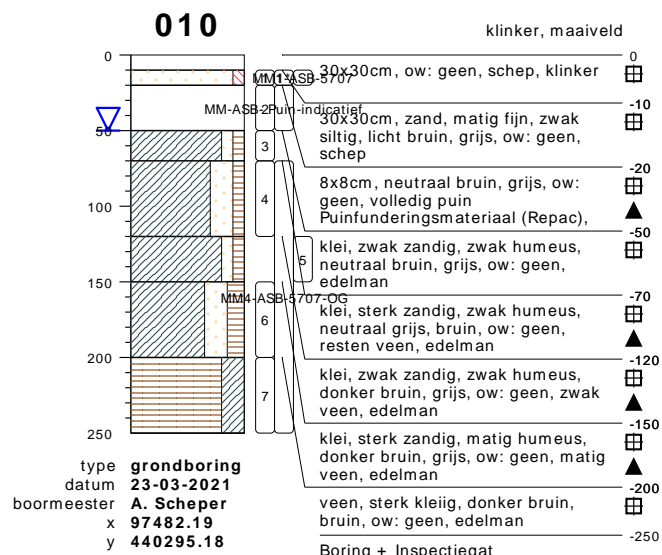 010
klinker, maaiveld
0
50
100
150
200
250
1
MM1-ASB-5707
MM-ASB-Puin-indicatief
2
3
4
5
MM4-ASB-5707-OG
6
7
0
30x30cm, ow: geen, schep, klinker
-10
30x30cm, zand, matig fijn, zwak
siltig, licht bruin, grijs, ow: geen,
schep
-20
8x8cm, neutraal bruin, grijs, ow:
geen, volledig puin
Puinfunderingsmateriaal (Repac),
-50
klei, zwak zandig, zwak humeus,
neutraal bruin, grijs, ow: geen,
edelman
-70
klei, sterk zandig, zwak humeus,
neutraal grijs, bruin, ow: geen,
resten veen, edelman
-120
klei, zwak zandig, zwak humeus,
donker bruin, grijs, ow: geen, zwak
veen, edelman
-150
klei, sterk zandig, matig humeus,
donker bruin, grijs, ow: geen, matig
veen, edelman
-200
veen, sterk kleiig, donker bruin,
bruin, ow: geen, edelman
-250
Boring + Inspectiegat
type grondboring
datum 23-03-2021
boormeester A. Scheper
x 97482.19
y 440295.18